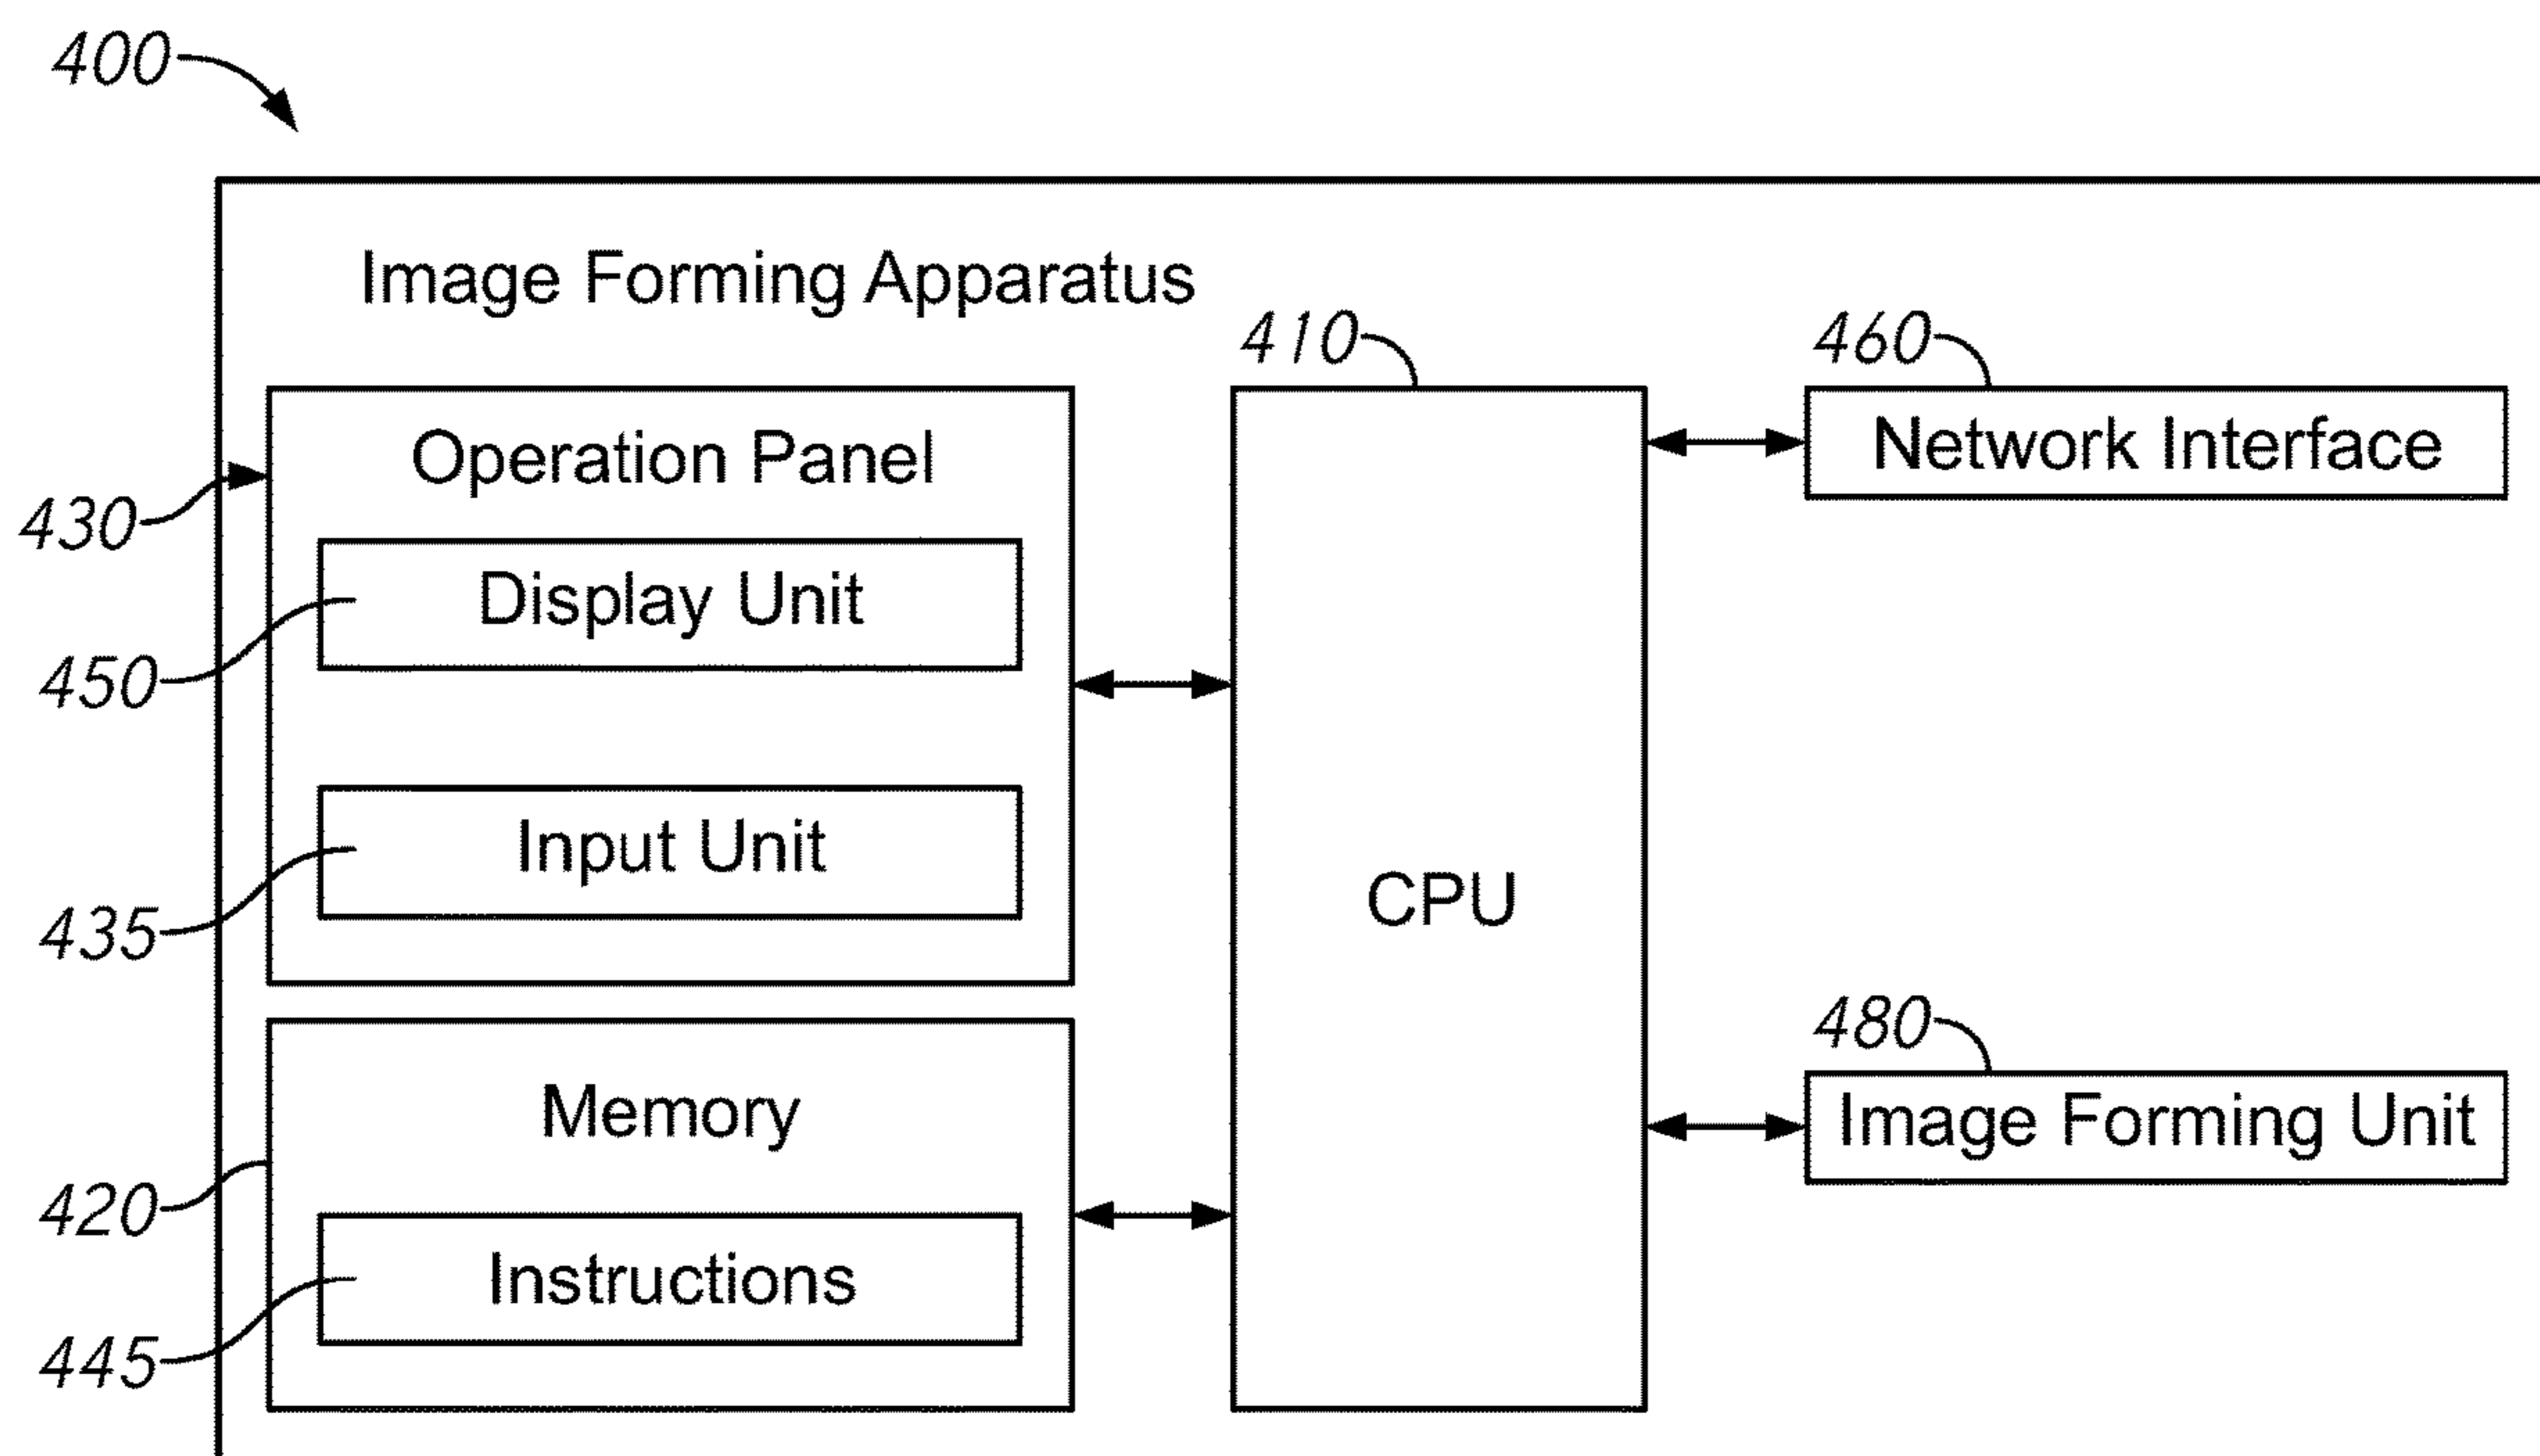 400
Image Forming Apparatus
410
460
Operation Panel
Network Interface
430
Display Unit
450
Input Unit
435
CPU
480
Memory
Image Forming Unit
420
Instructions
445